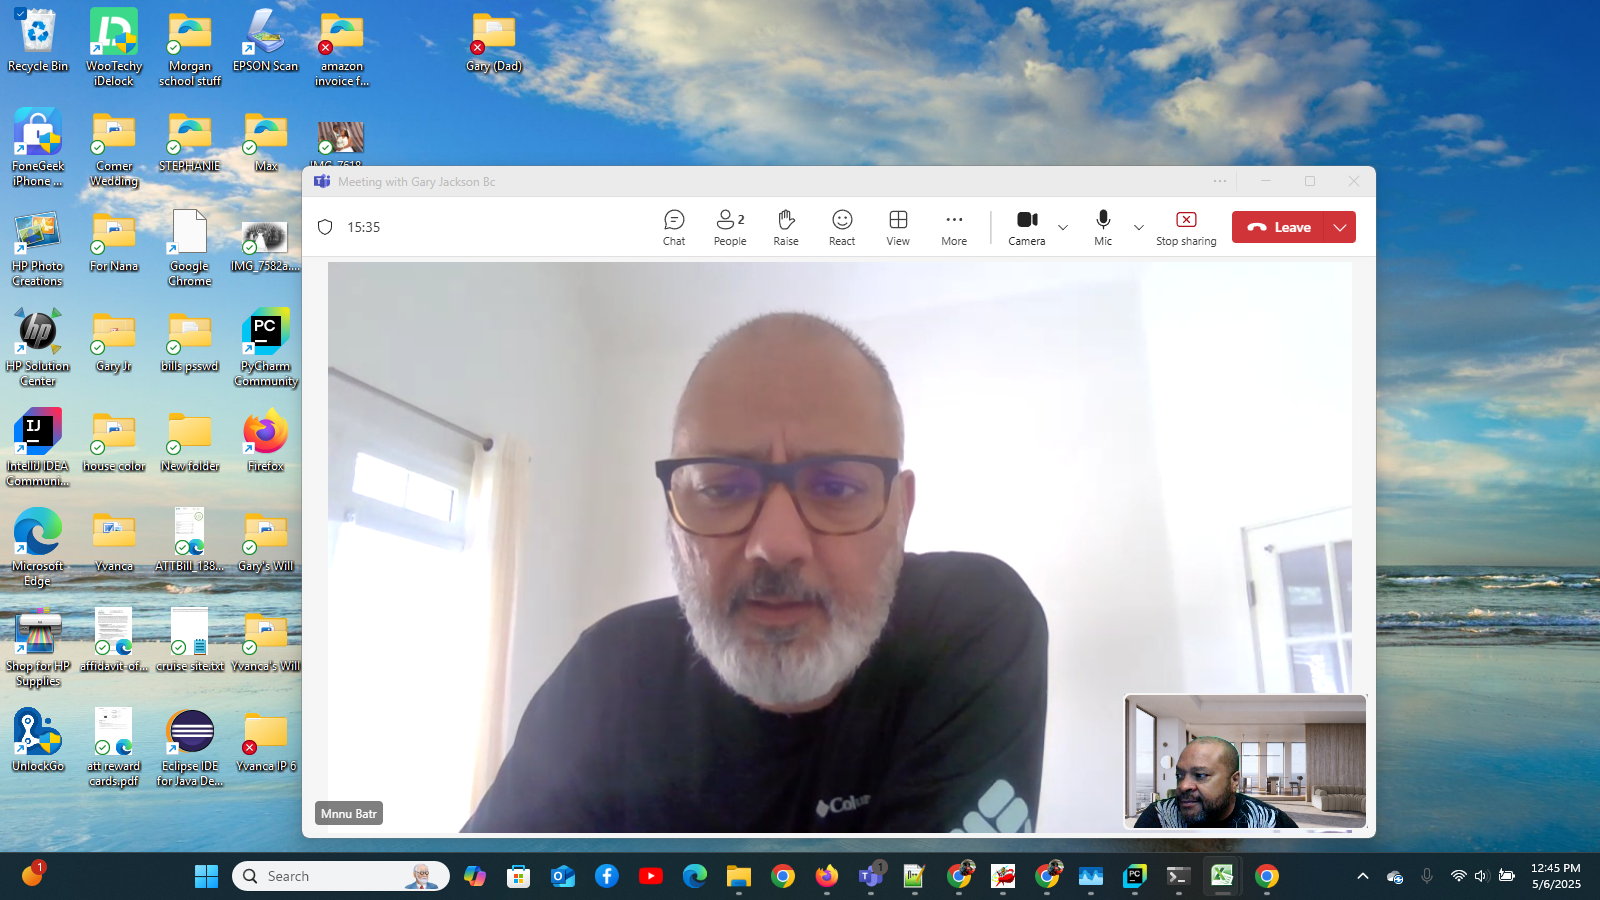 Recycle Bin
WooTechy
iDelock
Morgan
school stuff
EPSON Scan
amazon
invoice f...
Gary (Dad)
FoneGeek
iPhone ...
Comer
Wedding
STEPHANIE
Max
IMG_7618
HP Photo
Creations
For Nana
Google
Chrome
IMG_7582a....
HP Solution
Center
Gary Jr
bills psswd
PyCharm
Community
IntelliJ IDEA
Communi...
house color
New folder
Firefox
Microsoft
Edge
Yvanca
ATTBill_138...
Gary's Will
Shop for HP
Supplies
affidavit-of...
cruise site.txt
Yvanca's Will
UnlockGo
att reward
cards.pdf
Eclipse IDE
for Java De...
Yvanca IP 6
Meeting with Gary Jackson Bc
15:35
Chat
2
People
Raise
React
View
More
Camera
Mic
Stop sharing
Leave
Colum
Mnnu Batr
1
Search
1
12:45 PM
5/6/2025